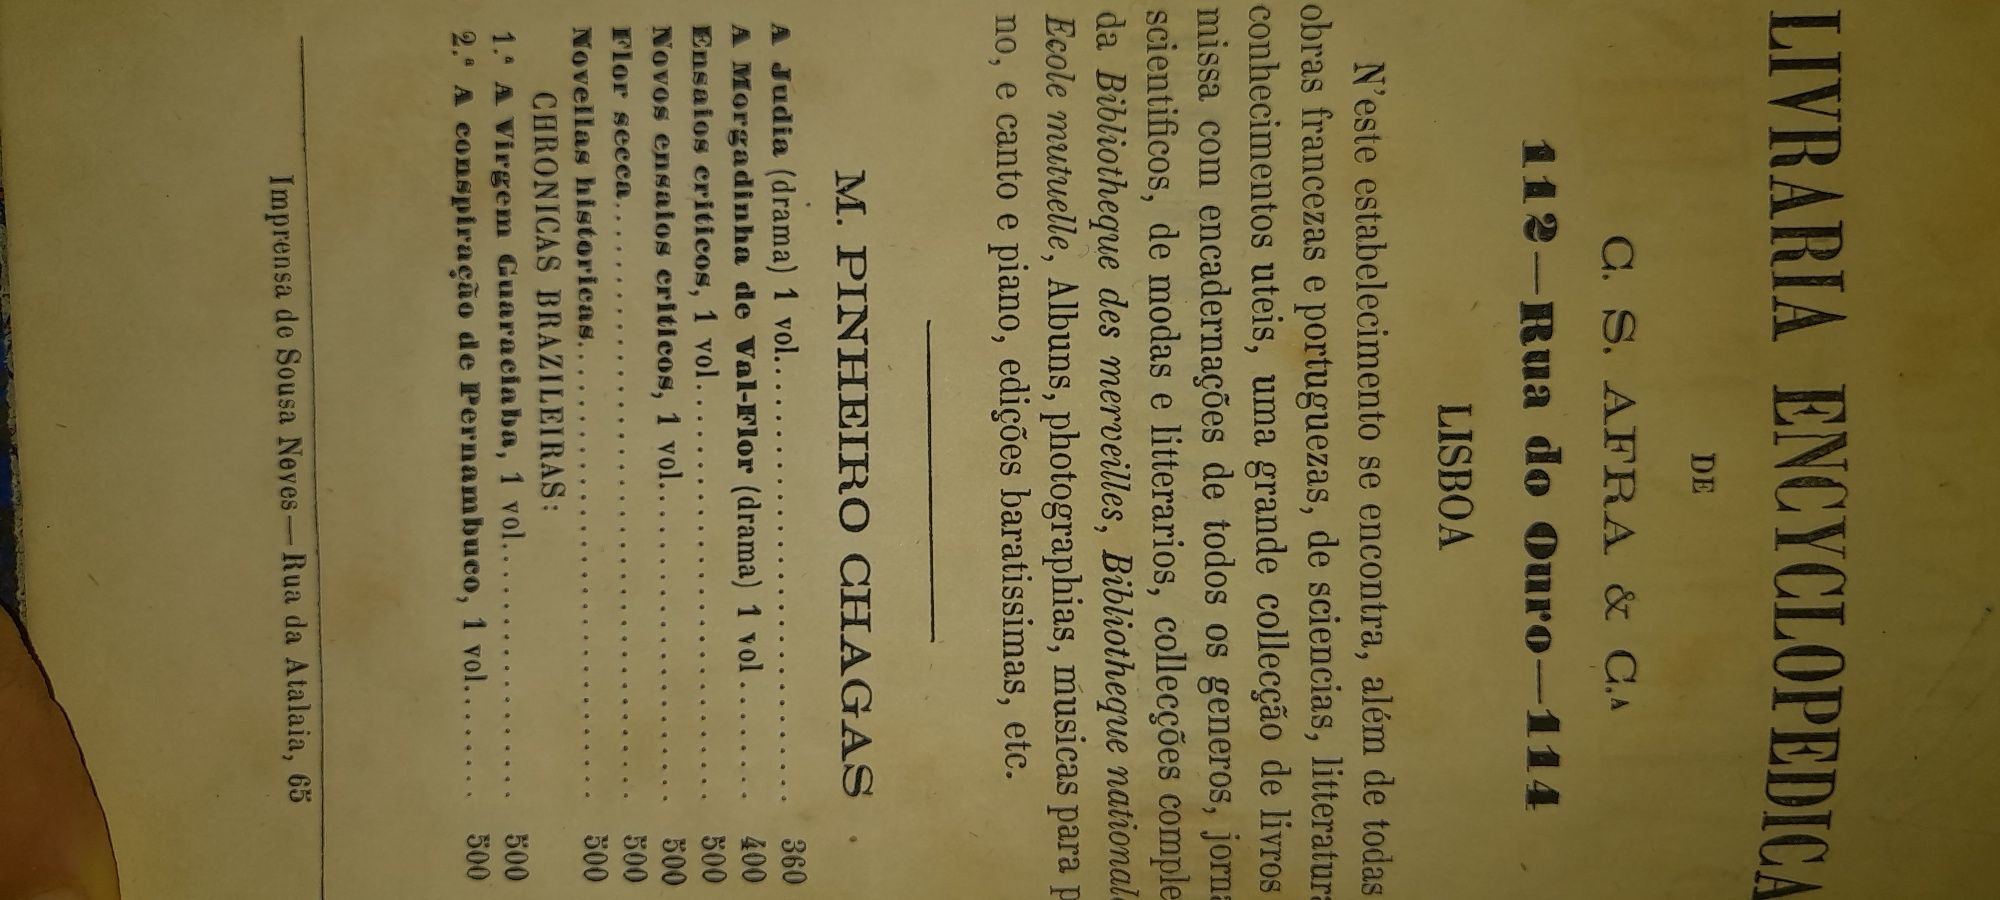 LIVRARIA ENCYCLOPEDICA
DE
C. S. AFRA & C.ᴬ
112—Rua do Ouro—114
LISBOA
N'este estabelecimento se encontra, além de todas
obras francezas e portuguezas, de sciencias, litteratura
conhecimentos uteis, uma grande collecção de livros
missa com encadernações de todos os generos, jorna
scientificos, de modas e litterarios, collecções comple
da Bibliotheque des merveilles, Bibliotheque nationale
Ecole mutuelle, Albuns, photographias, musicas para p
no, e canto e piano, edições baratissimas, etc.
M. PINHEIRO CHAGAS
A Judia (drama) 1 vol. 360
A Morgadinha de Val-Flor (drama) 1 vol 400
Ensaios criticos, 1 vol. 500
Novos ensaios criticos, 1 vol. 500
Flor secca 500
Novellas historicas 500
CHRONICAS BRAZILEIRAS:
1.ª A Virgem Guaraciaba, 1 vol. 500
2.ª A conspiração de Pernambuco, 1 vol. 500
Imprensa de Sousa Neves—Rua da Atalaia, 65